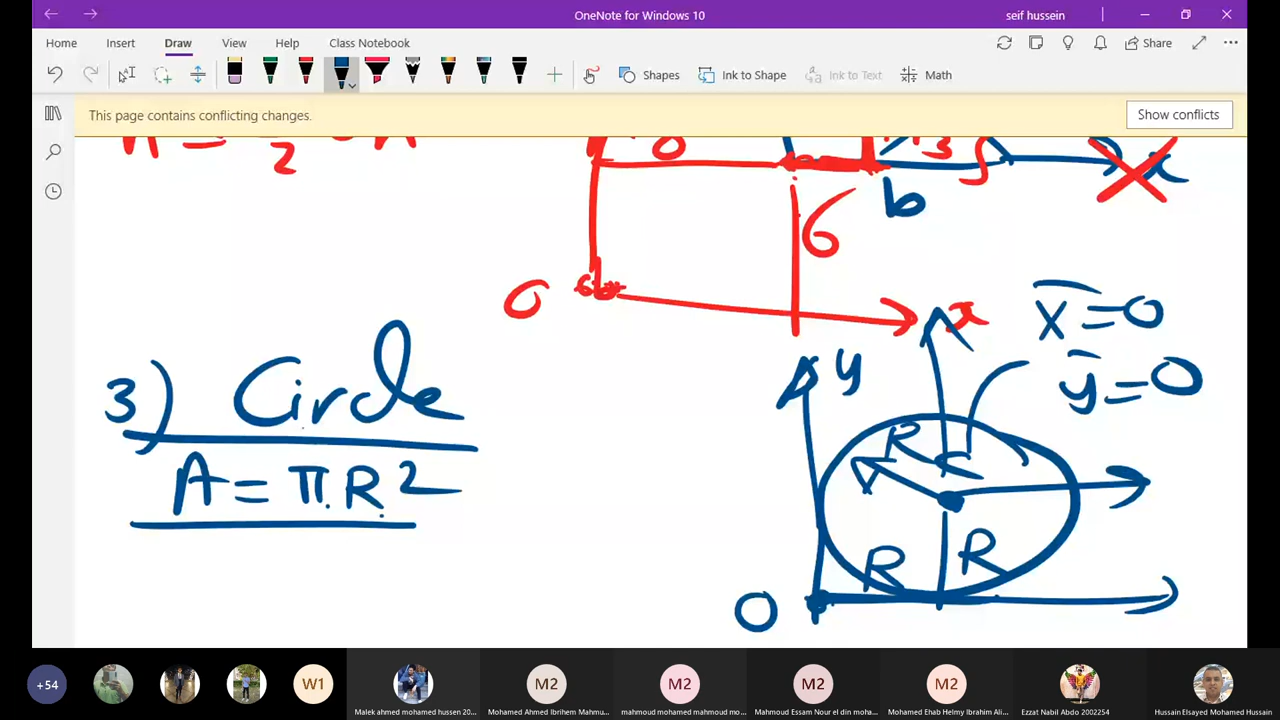 OneNote for Windows 10
seif hussein
Home Insert Draw View Help Class Notebook
Share
Shapes Ink to Shape Ink to Text Math
This page contains conflicting changes.
Show conflicts
2
3
b
x
6
0
x
x̄=0
ȳ=0
y
3) Circle
A=πR2
R
R
R
0
+54
W1
M2
M2
M2
M2
Malek ahmed mohamed hussen 20...
Mohamed Ahmed Ibrihem Mahmu...
mahmoud mohamed mahmoud mo...
Mahmoud Essam Nour el din moha...
Mohamed Ehab Helmy Ibrahim Ali...
Ezzat Nabil Abdo 2002254
Hussain Elsayed Mohamed Hussain